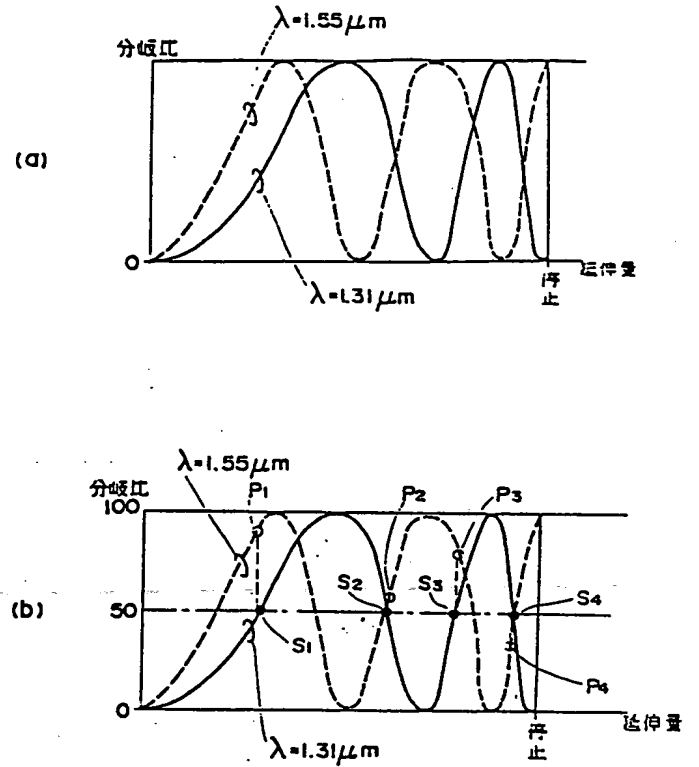 λ=1.55μm
分岐比
(a)
0
λ=1.31μm
停止
延伸量
λ=1.55μm
分岐比
P1
P2
P3
100
(b)
50
S1
S2
S3
S4
P4
0
λ=1.31μm
停止
延伸量